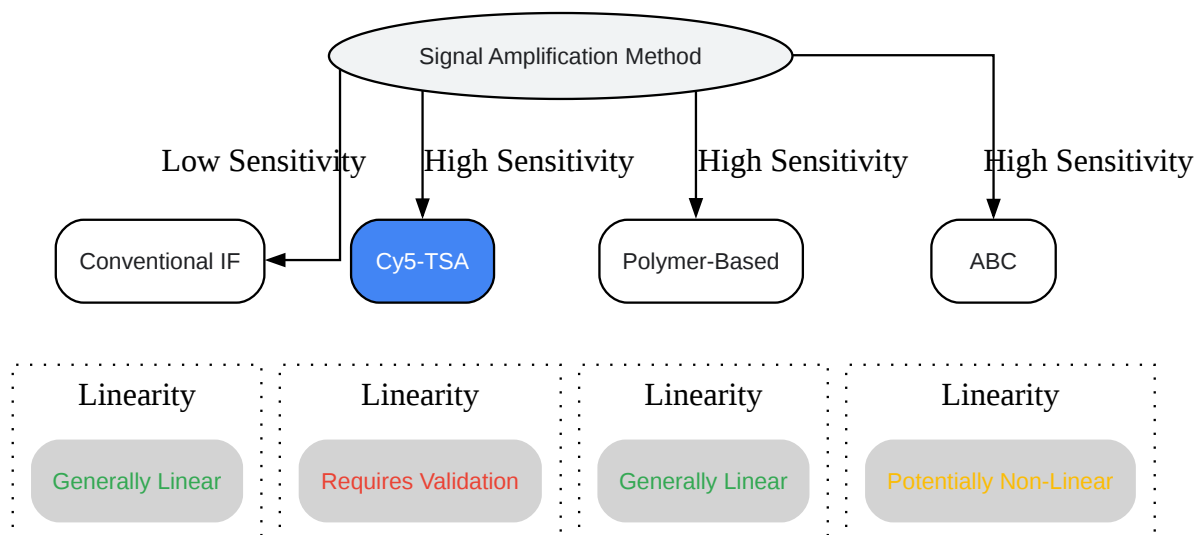 Signal Amplification Method
Low Sensitivity
High Sensitivity
High Sensitivity
High Sensitivity
Conventional IF
Cy5-TSA
Polymer-Based
ABC
Linearity
Linearity
Linearity
Linearity
Generally Linear
Requires Validation
Generally Linear
Potentially Non-Linear